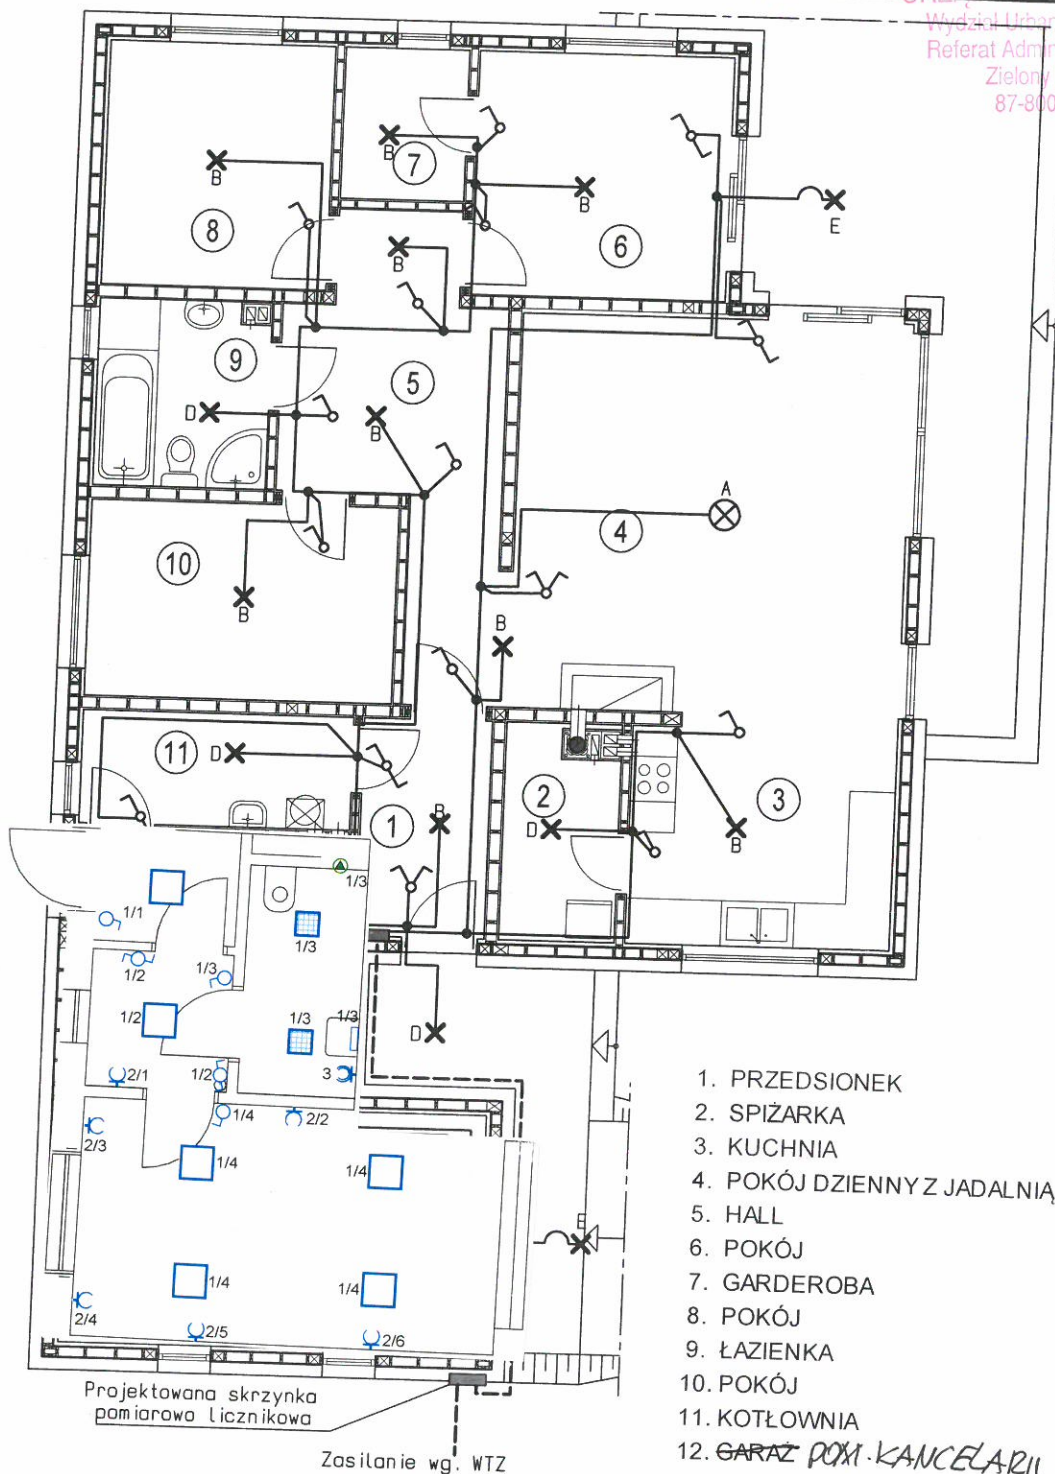 Wydział Urban
Referat Admin
Zielony
87-800
B
7
B
8
B
6
B
E
B
9
5
D
B
A
4
10
B
B
11
D
2
3
D
B
1
B
1/3
1/1
1/3
1/2
1/3
1/2
1/3
1/3
D
2/1
1/2
3
1/4
2/2
2/3
1/4
1/4
E
1/4
1/4
2/4
2/5
2/6
Projektowana skrzynka
pomiarowo licznikowa
Zasilanie wg. WTZ
1. PRZEDSIONEK
2. SPIŻARKA
3. KUCHNIA
4. POKÓJ DZIENNY Z JADALNIĄ
5. HALL
6. POKÓJ
7. GARDEROBA
8. POKÓJ
9. ŁAZIENKA
10. POKÓJ
11. KOTŁOWNIA
12. GARAŻ POM. KANCELARII